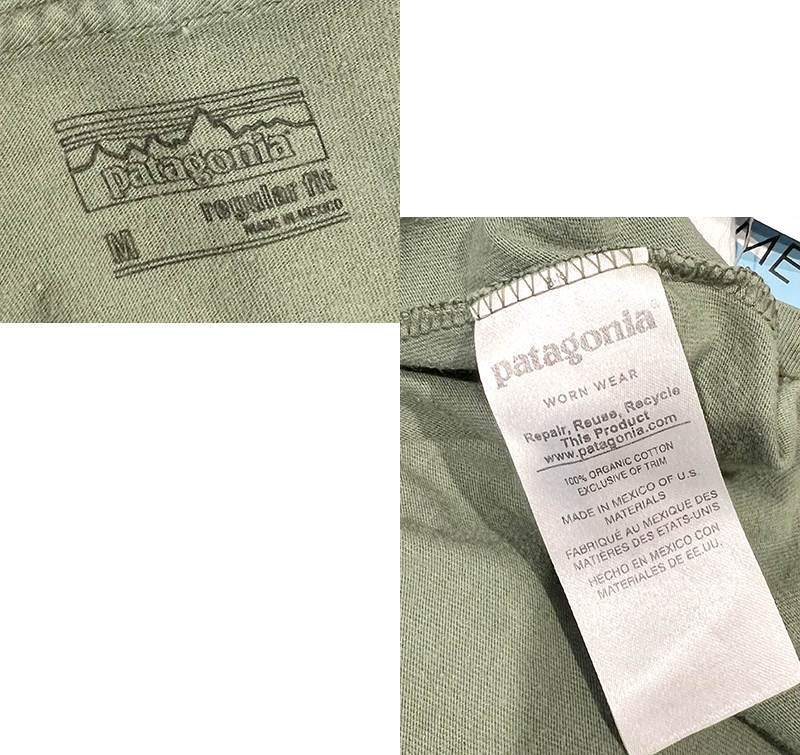 patagonia
regular fit
M
MADE IN MEXICO
ME
patagonia®
WORN WEAR
Repair, Reuse, Recycle
This Product
www.patagonia.com
100% ORGANIC COTTON
EXCLUSIVE OF TRIM
MADE IN MEXICO OF U.S.
MATERIALS
FABRIQUÉ AU MEXIQUE DES
MATIÈRES DES ETATS-UNIS
HECHO EN MEXICO CON
MATERIALES DE EE.UU.